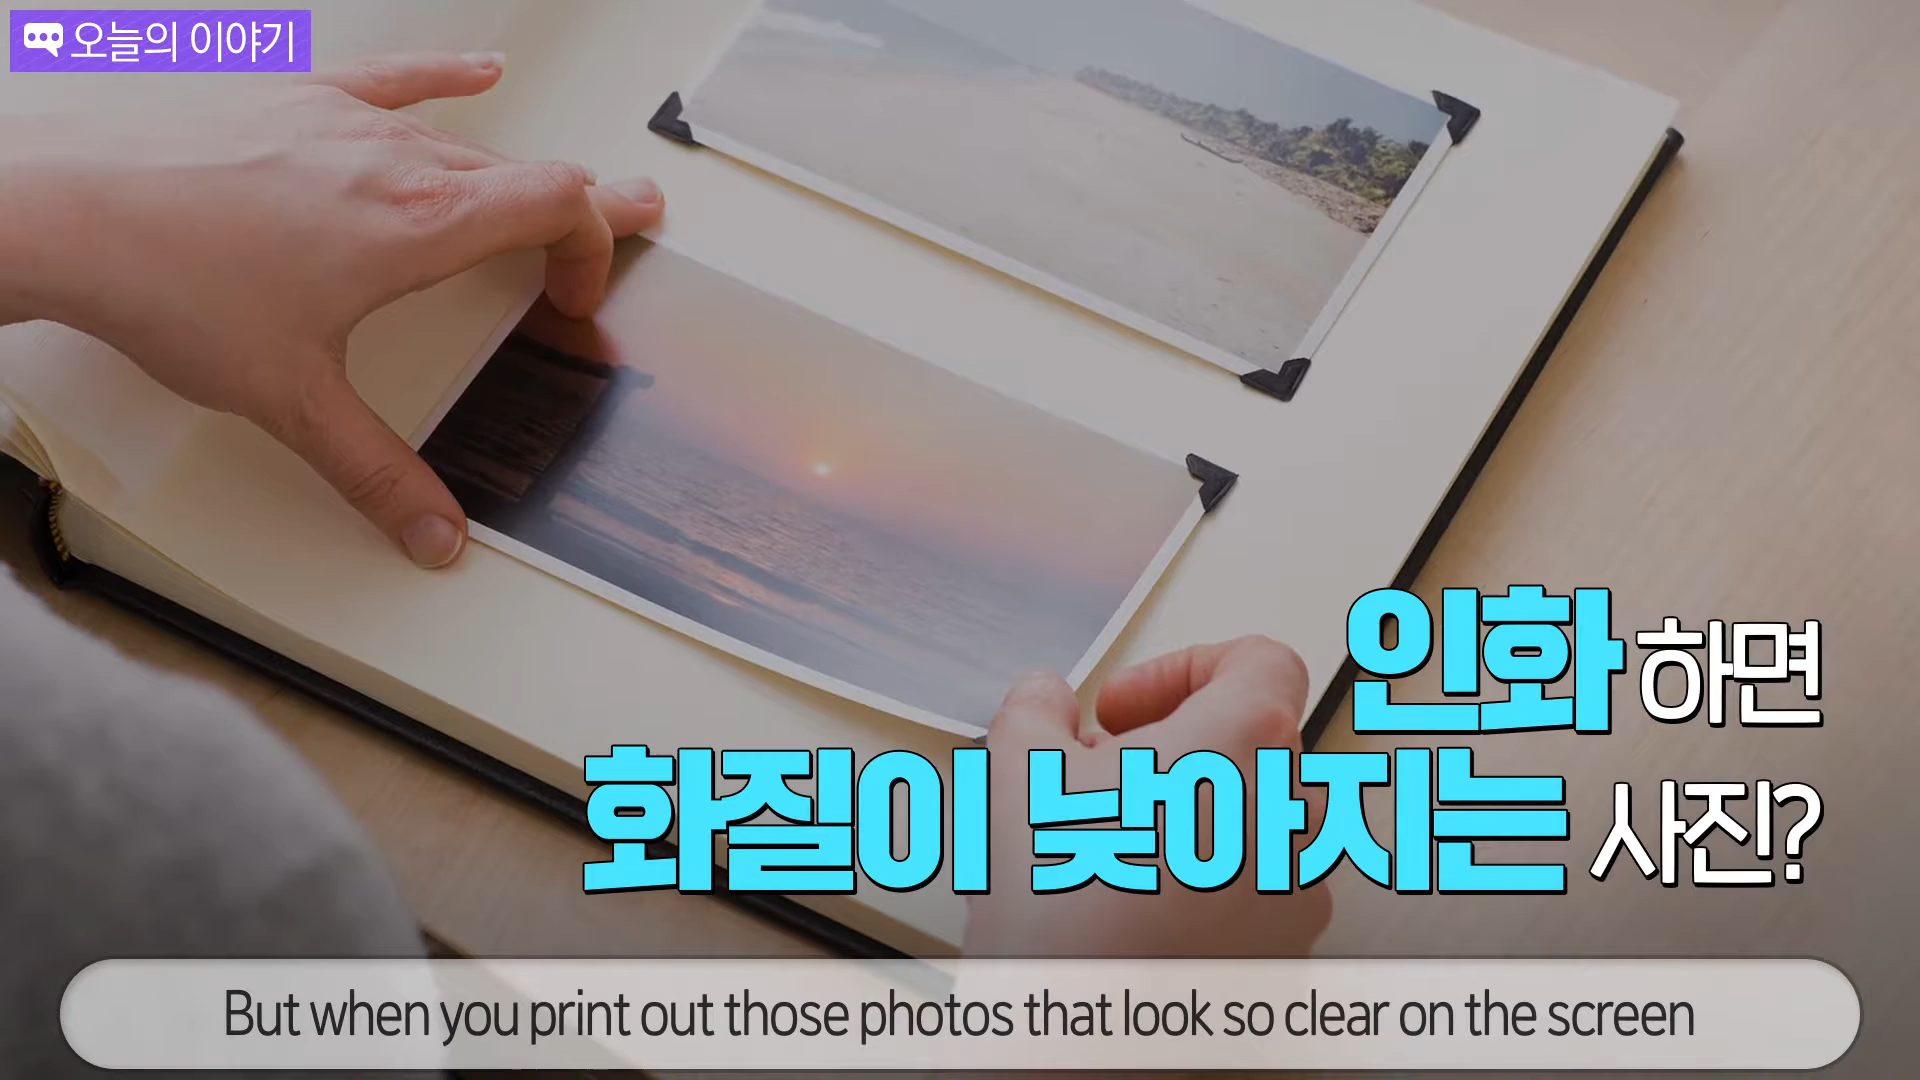 오늘의 이야기
인화 하면
화질이 낮아지는 사진?
But when you print out those photos that look so clear on the screen